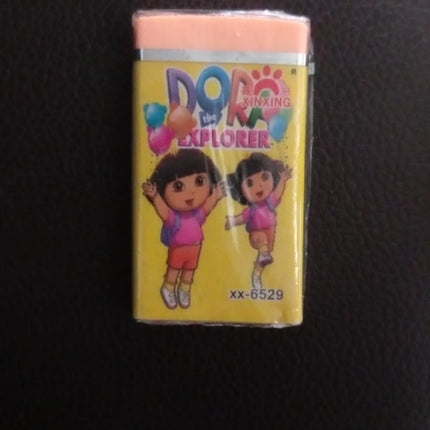 DORA
XINXING
®
the
EXPLORER
xx-6529